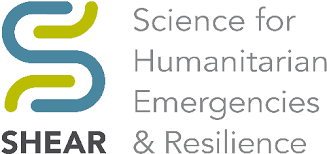 Science for
Humanitarian
Emergencies
& Resilience
SHEAR